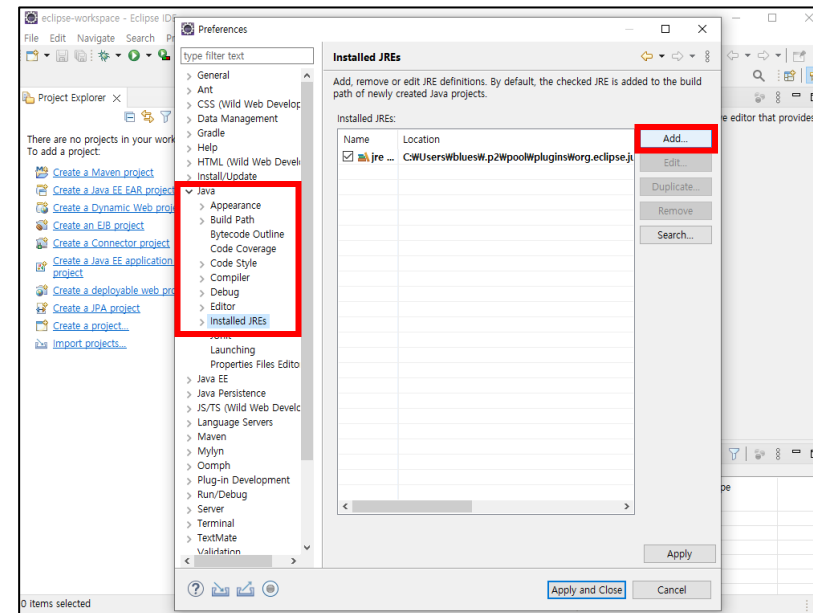 eclipse-workspace - Eclipse IDE
File Edit Navigate Search Pr
Project Explorer
There are no projects in your work
To add a project:
Create a Maven project
Create a Java EE EAR project
Create a Dynamic Web proj
Create an EJB project
Create a Connector project
Create a Java EE application
project
Create a deployable web pro
Create a JPA project
Create a project...
Import projects...
0 items selected
Preferences
type filter text
General
Ant
CSS (Wild Web Develop
Data Management
Gradle
Help
HTML (Wild Web Develo
Install/Update
Java
Appearance
Build Path
Bytecode Outline
Code Coverage
Code Style
Compiler
Debug
Editor
Installed JREs
JUnit
Launching
Properties Files Edito
Java EE
Java Persistence
JS/TS (Wild Web Develc
Language Servers
Maven
Mylyn
Oomph
Plug-in Development
Run/Debug
Server
Terminal
TextMate
Validation
Installed JREs
Add, remove or edit JRE definitions. By default, the checked JRE is added to the build
path of newly created Java projects.
Installed JREs:
Name Location
jre ... C:₩Users₩blues₩.p2₩pool₩plugins₩org.eclipse.ju
Add...
Edit...
Duplicate...
Remove
Search...
Apply
Apply and Close Cancel
e editor that provides
pe